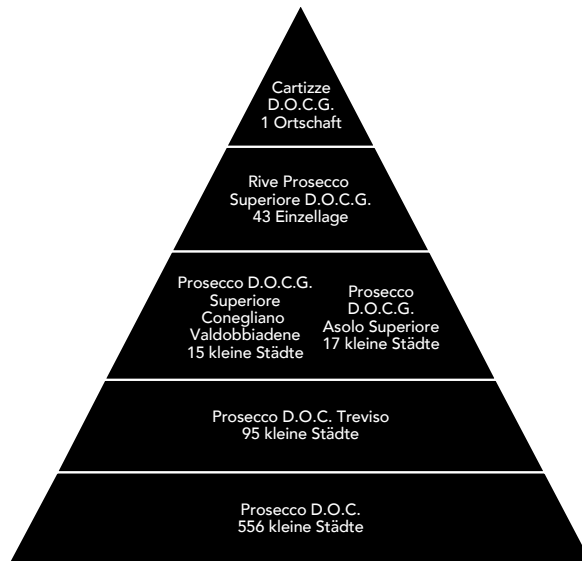 Cartizze
D.O.C.G.
1 Ortschaft
Rive Prosecco
Superiore D.O.C.G.
43 Einzellage
Prosecco D.O.C.G.
Superiore
Conegliano
Valdobbiadene
15 kleine Städte
Prosecco
D.O.C.G.
Asolo Superiore
17 kleine Städte
Prosecco D.O.C. Treviso
95 kleine Städte
Prosecco D.O.C.
556 kleine Städte